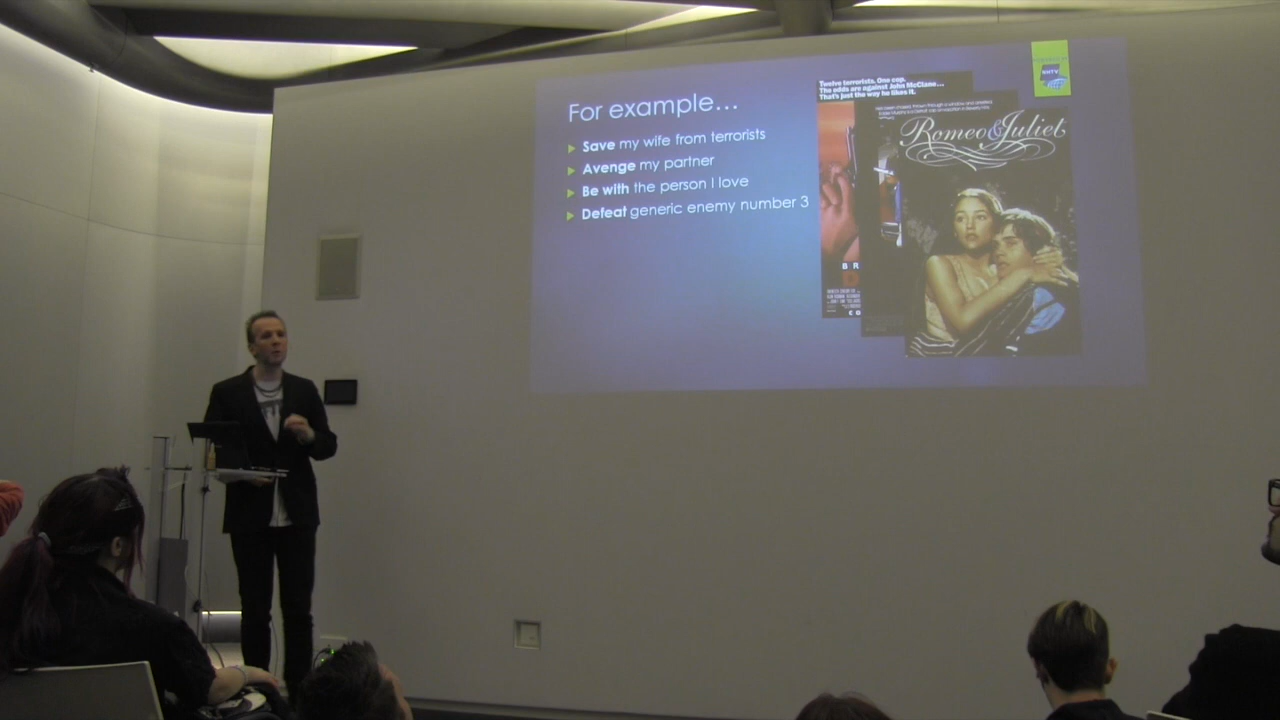 For example…
Save my wife from terrorists
Avenge my partner
Be with the person I love
Defeat generic enemy number 3
Twelve terrorists. One cop.
The odds are against John McClane...
That's just the way he likes it.
Romeo & Juliet
B R
C O
NHTV